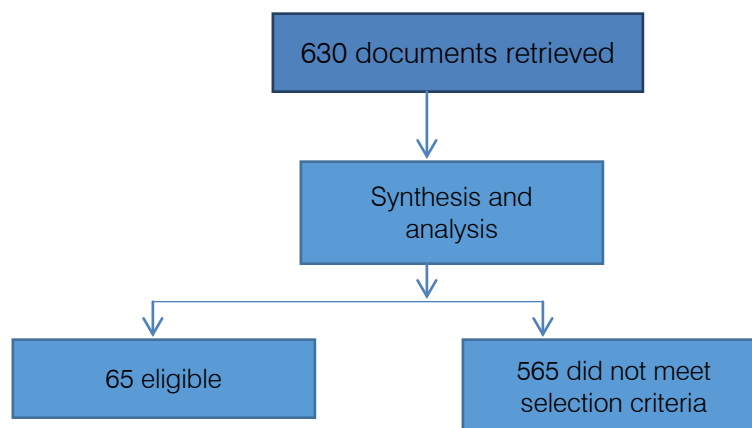 630 documents retrieved
Synthesis and
analysis
65 eligible
565 did not meet
selection criteria